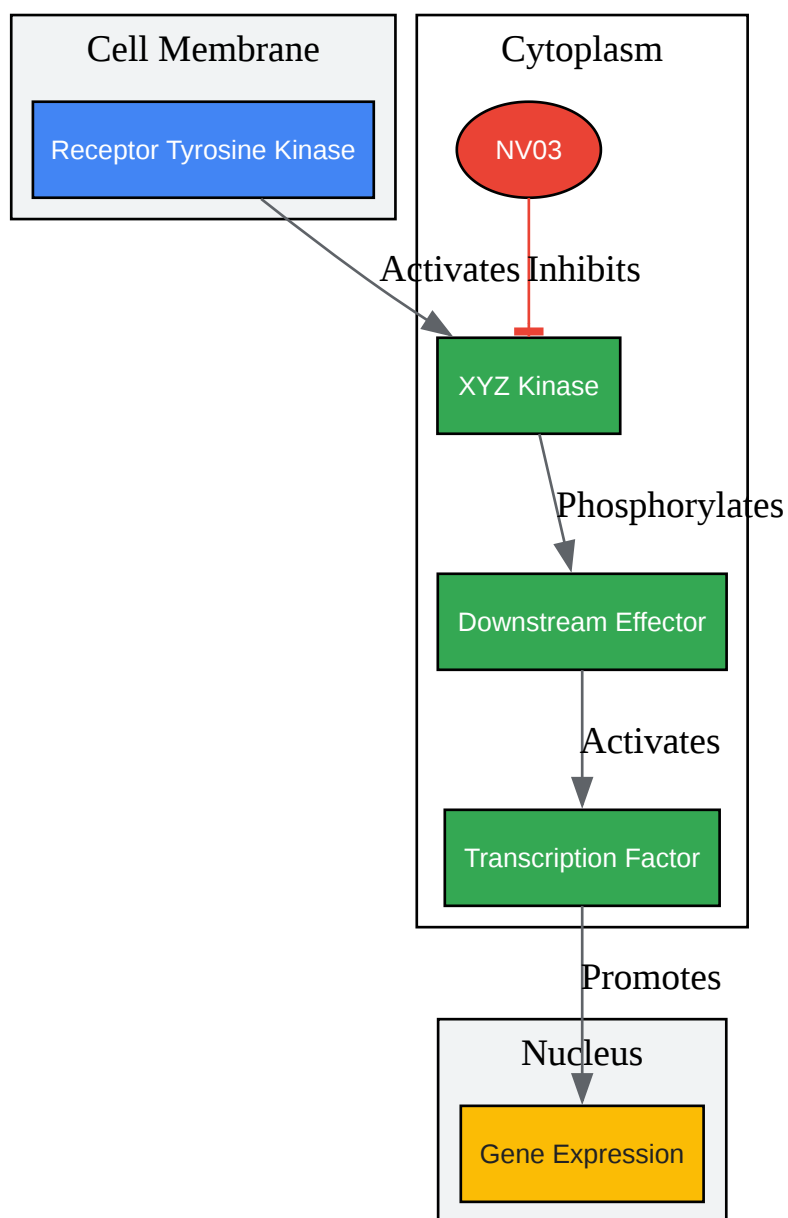 Cell Membrane
Cytoplasm
Receptor Tyrosine Kinase
NV03
Activates
Inhibits
XYZ Kinase
Phosphorylates
Downstream Effector
Activates
Transcription Factor
Promotes
Nucleus
Gene Expression